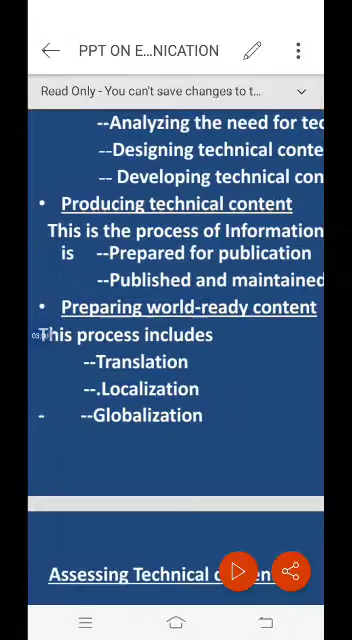 PPT ON E...NICATION
Read Only - You can't save changes to t...
--Analyzing the need for tec
--Designing technical conte
-- Developing technical con
• Producing technical content
This is the process of Information
is --Prepared for publication
--Published and maintained
• Preparing world-ready content
03:00
This process includes
--Translation
--.Localization
- --Globalization
Assessing Technical